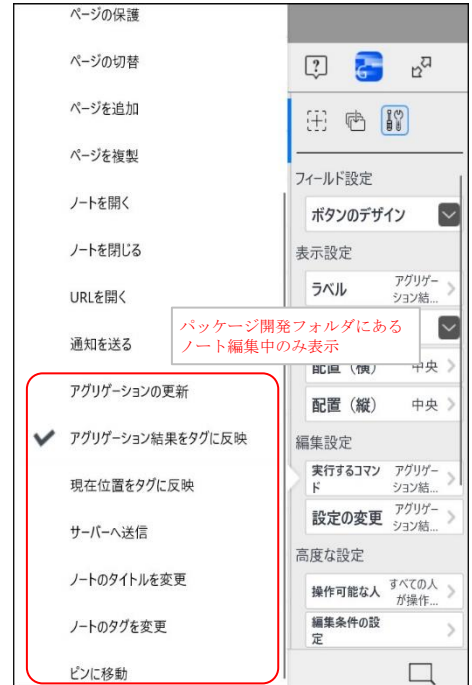 ページの保護
ページの切替
ページを追加
ページを複製
ノートを開く
ノートを閉じる
URLを開く
通知を送る
アグリゲーションの更新
アグリゲーション結果をタグに反映
現在位置をタグに反映
サーバーへ送信
ノートのタイトルを変更
ノートのタグを変更
ピンに移動
パッケージ開発フォルダにある
ノート編集中のみ表示
?
G
フィールド設定
ボタンのデザイン
表示設定
ラベル
アグリゲー
ション結...
配置（横）
中央
配置（縦）
中央
編集設定
実行するコマン
ド
アグリゲー
ション結...
設定の変更
アグリゲー
ション結...
高度な設定
操作可能な人
すべての人
が操作...
編集条件の設
定